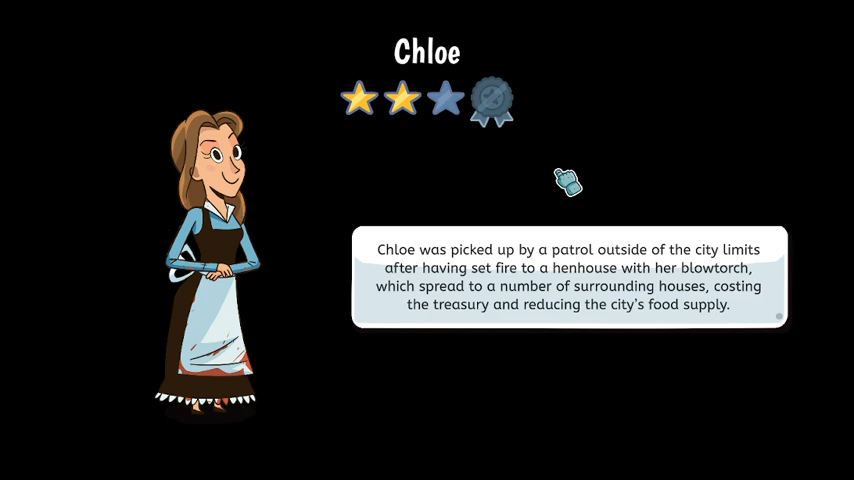 Chloe
Chloe was picked up by a patrol outside of the city limits
after having set fire to a henhouse with her blowtorch,
which spread to a number of surrounding houses, costing
the treasury and reducing the city's food supply.